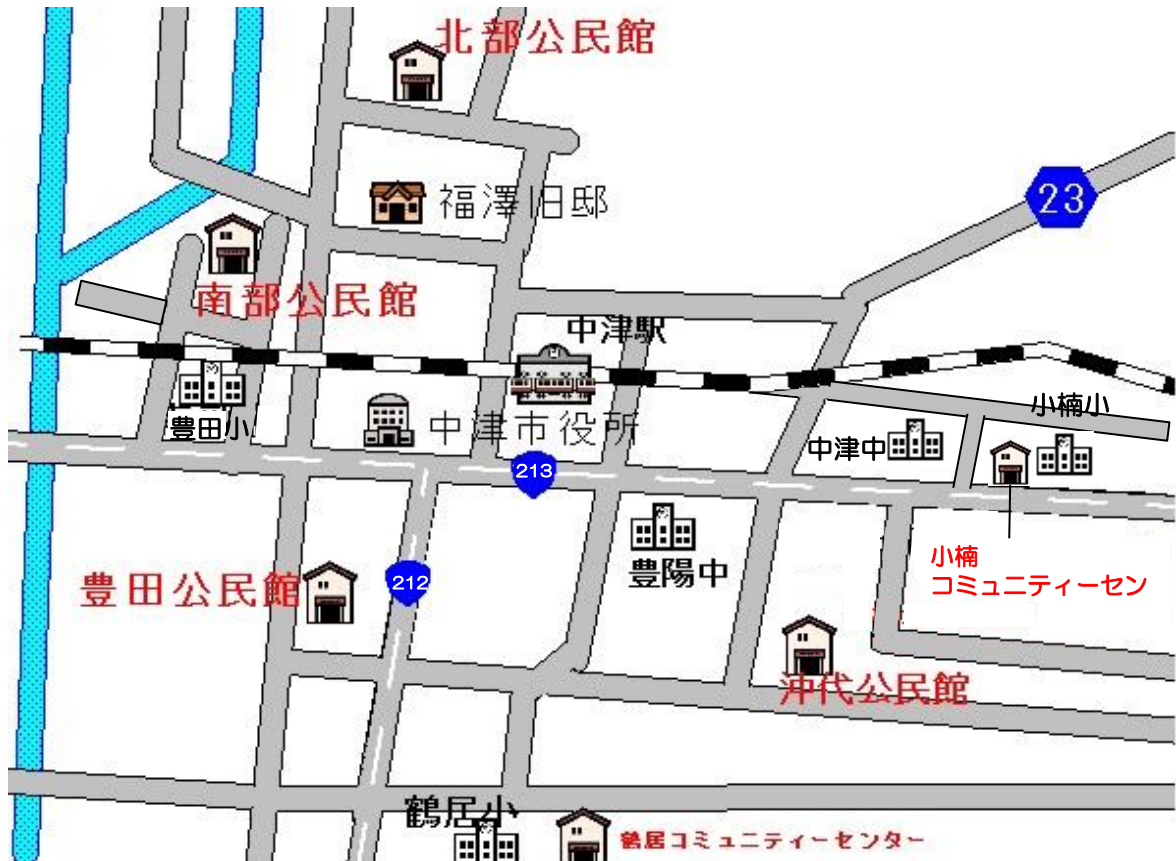 北部公民館
福澤旧邸
23
南部公民館
中津駅
豊田小
中津市役所
小楠小
中津中
213
豊田公民館
212
豊陽中
小楠
コミュニティーセン
沖代公民館
鶴居小
鶴居コミュニティーセンター